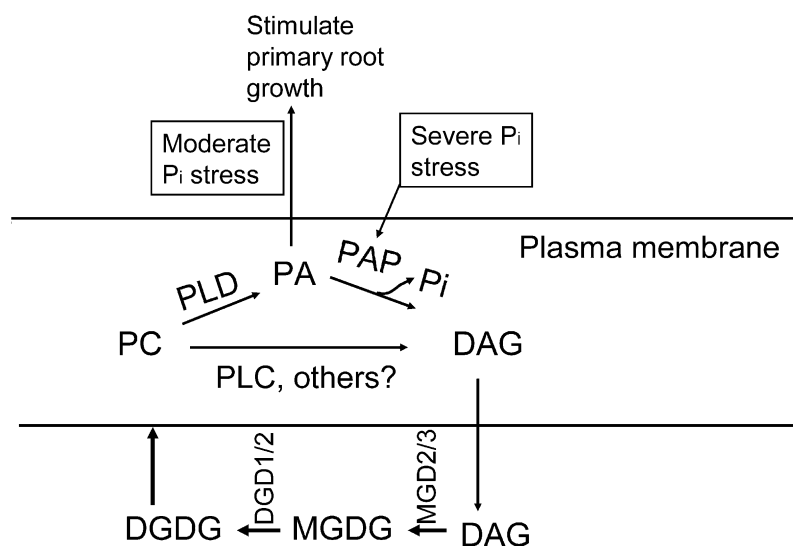 Stimulate
primary root
growth
Moderate
Pi stress
Severe Pi
stress
Plasma membrane
PAP
PA
Pi
PLD
PC
DAG
PLC, others?
DGD1/2
MGD2/3
DGDG
MGDG
DAG